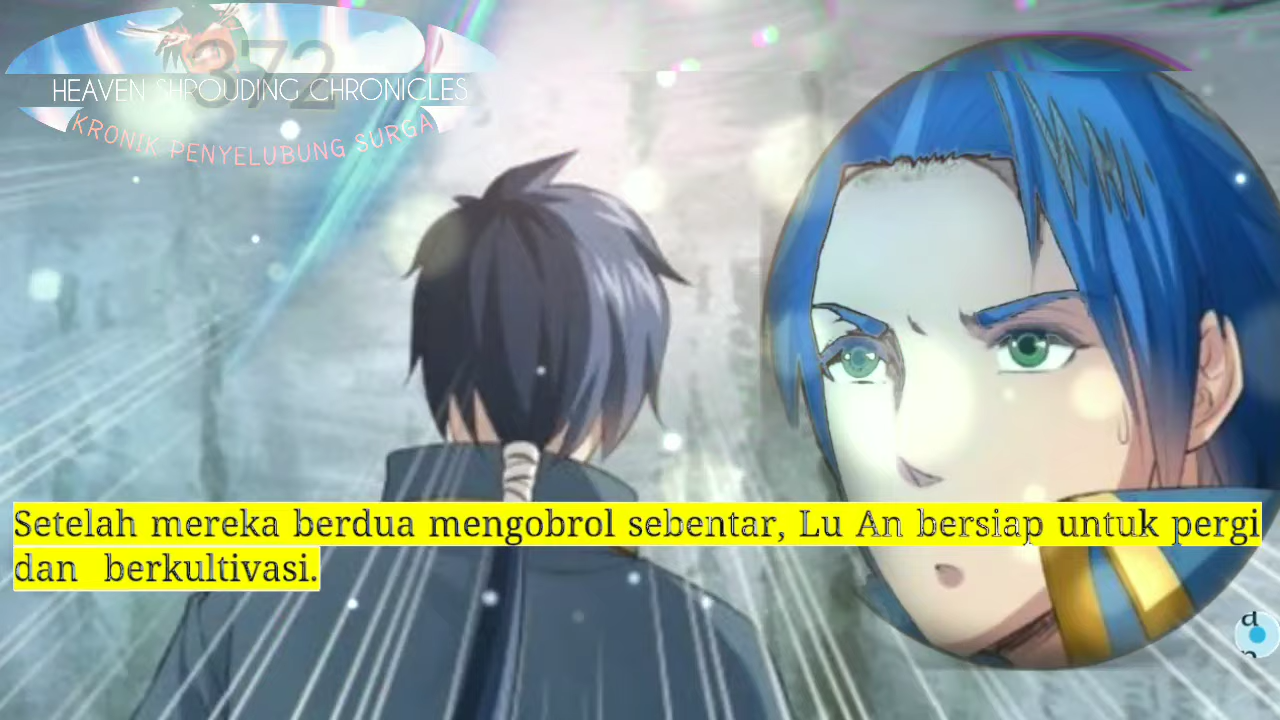 372
HEAVEN SHROUDING CHRONICLES
KRONIK PENYELUBUNG SURGA
Setelah mereka berdua mengobrol sebentar, Lu An bersiap untuk pergi
dan berkultivasi.